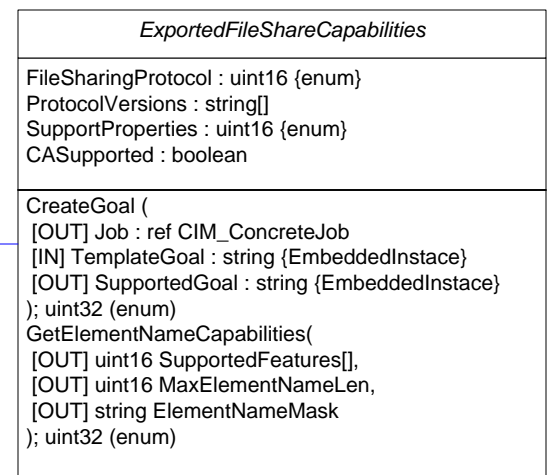 ExportedFileShareCapabilities
FileSharingProtocol : uint16 {enum}
ProtocolVersions : string[]
SupportProperties : uint16 {enum}
CASupported : boolean
CreateGoal (
[OUT] Job : ref CIM_ConcreteJob
[IN] TemplateGoal : string {EmbeddedInstace}
[OUT] SupportedGoal : string {EmbeddedInstace}
); uint32 (enum)
GetElementNameCapabilities(
[OUT] uint16 SupportedFeatures[],
[OUT] uint16 MaxElementNameLen,
[OUT] string ElementNameMask
); uint32 (enum)